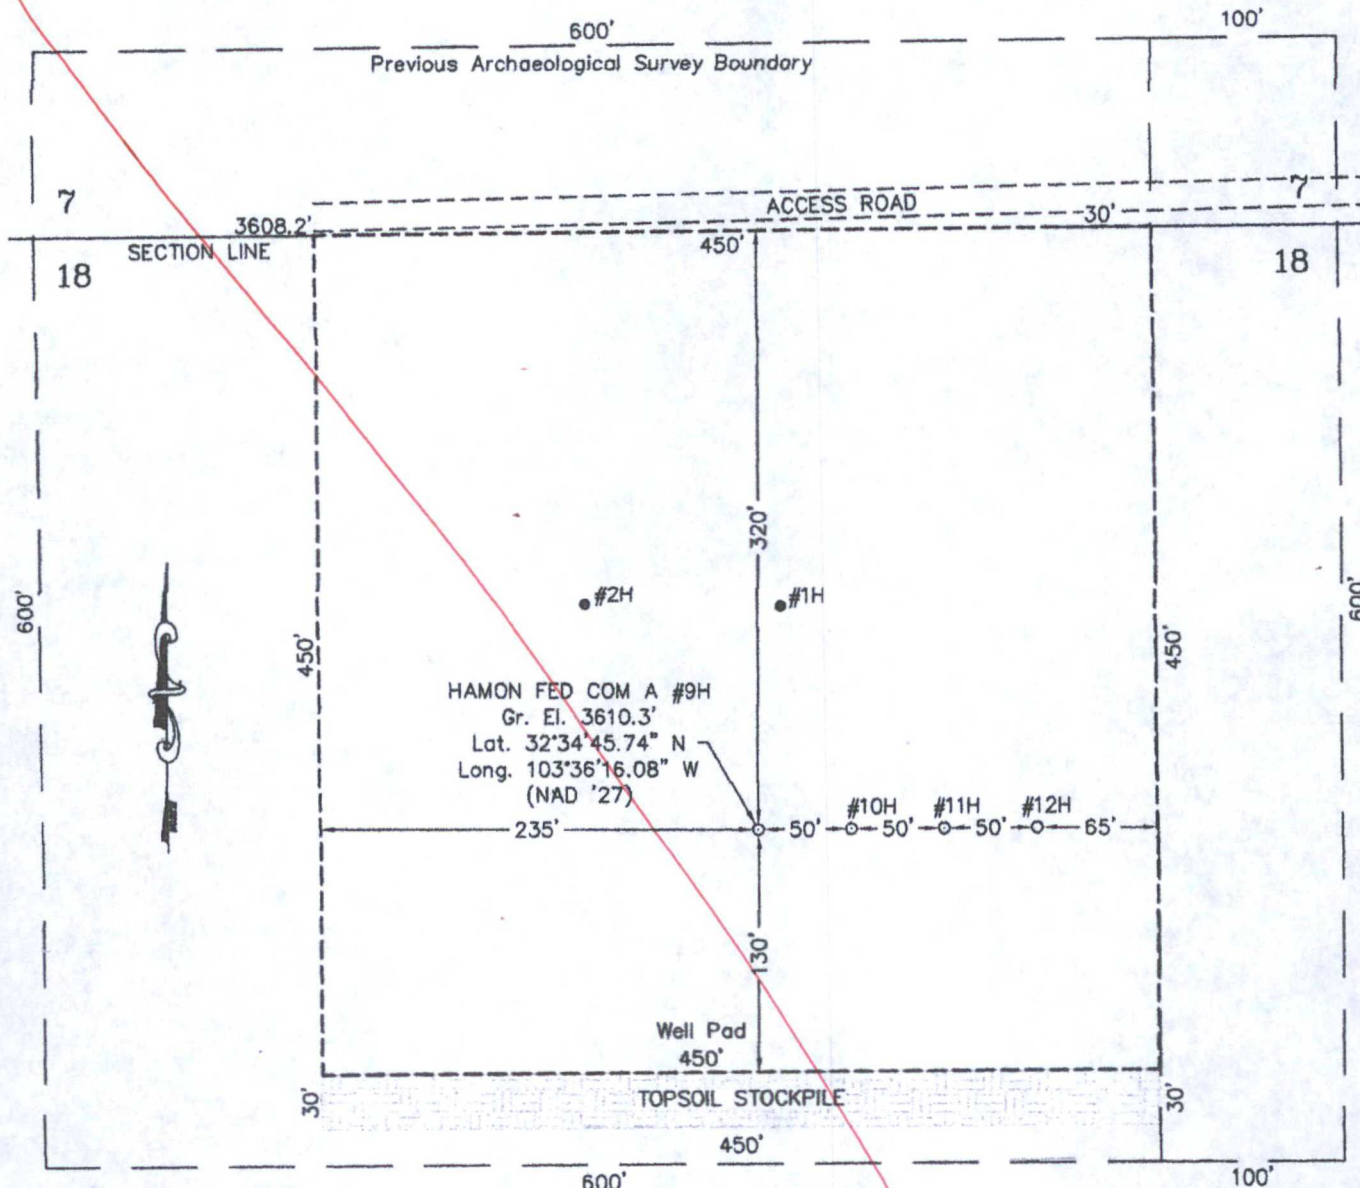 600'
100'
Previous Archaeological Survey Boundary
7
7
ACCESS ROAD
30'
3608.2'
450'
SECTION LINE
18
18
320'
#2H
#1H
600'
450'
450'
600'
HAMON FED COM A #9H
Gr. El. 3610.3'
Lat. 32°34'45.74" N
Long. 103°36'16.08" W
(NAD '27)
#10H
#11H
#12H
235'
50'
50'
50'
65'
130'
Well Pad
450'
30'
TOPSOIL STOCKPILE
30'
450'
600'
100'